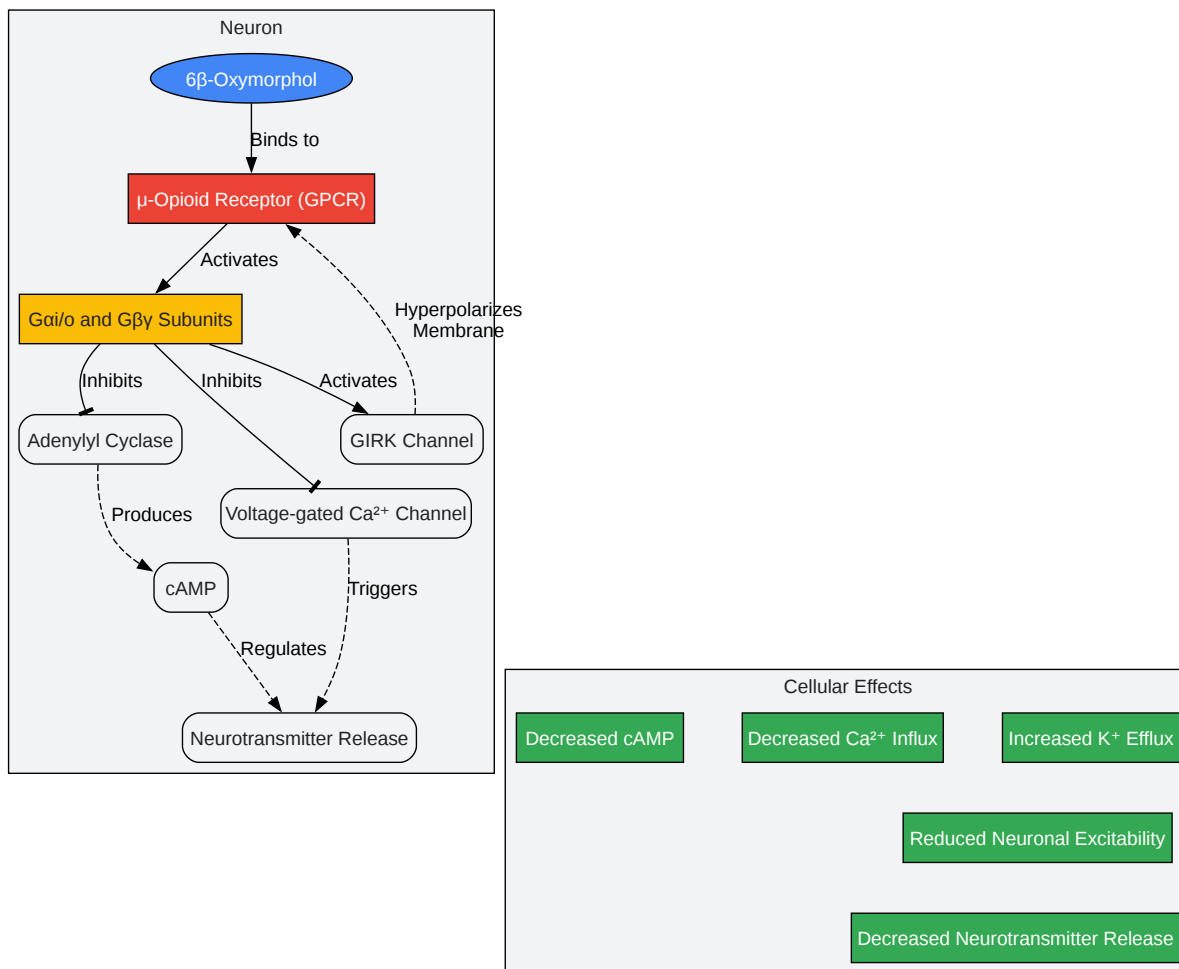 Neuron
6β-Oxymorphol
Binds to
μ-Opioid Receptor (GPCR)
Activates
Hyperpolarizes
Membrane
Gαi/o and Gβγ Subunits
Inhibits
Inhibits
Activates
Adenylyl Cyclase
GIRK Channel
Voltage-gated Ca²⁺ Channel
Produces
cAMP
Triggers
Regulates
Neurotransmitter Release
Cellular Effects
Decreased cAMP
Decreased Ca²⁺ Influx
Increased K⁺ Efflux
Reduced Neuronal Excitability
Decreased Neurotransmitter Release